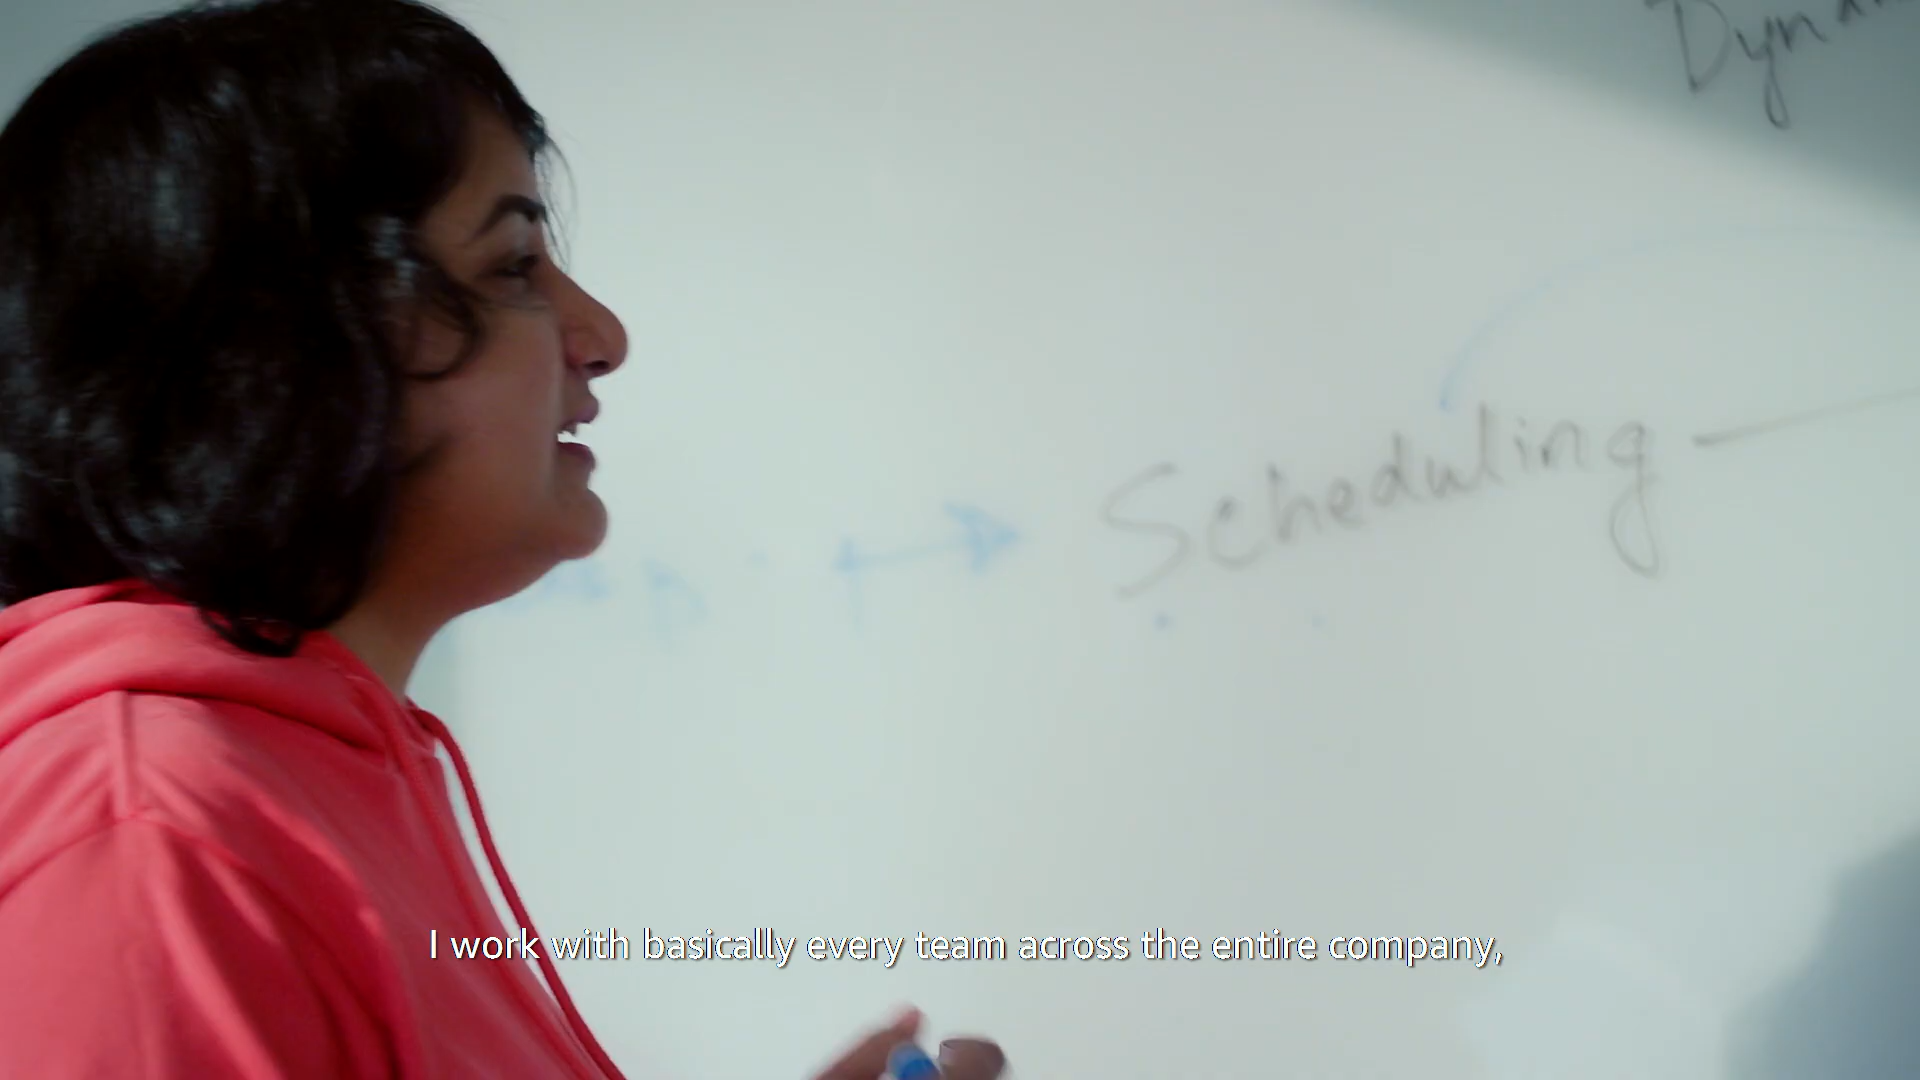 Scheduling
I work with basically every team across the entire company,